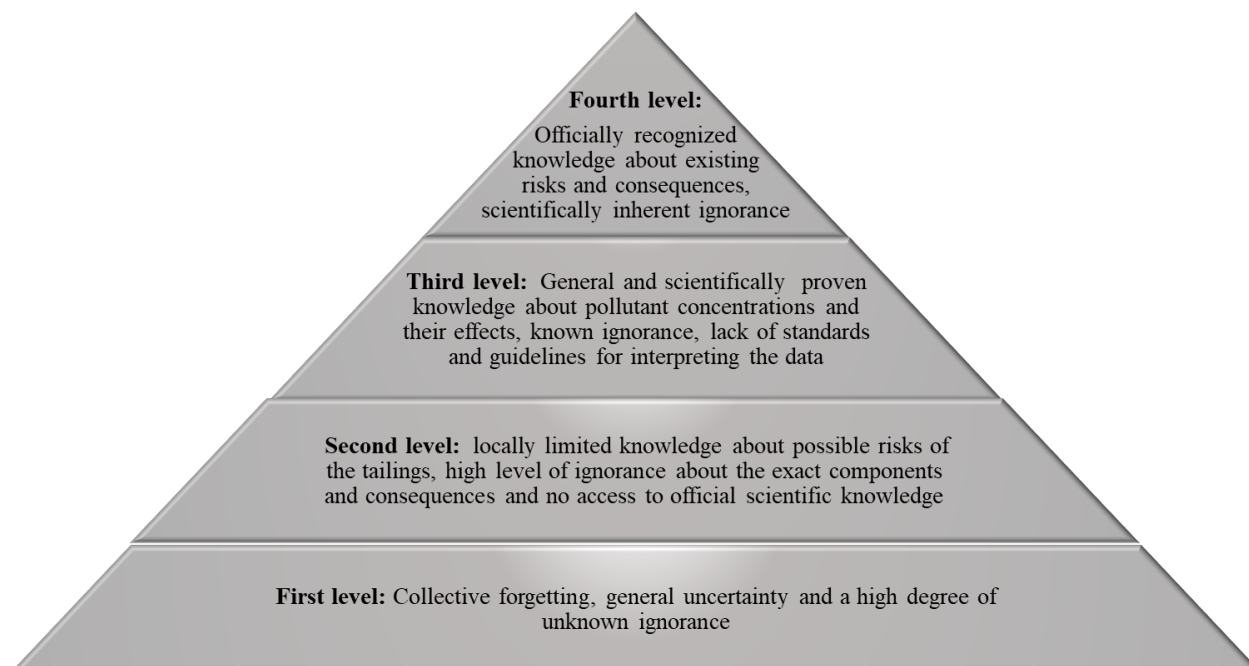 Fourth level:
Officially recognized
knowledge about existing
risks and consequences,
scientifically inherent ignorance
Third level: General and scientifically proven
knowledge about pollutant concentrations and
their effects, known ignorance, lack of standards
and guidelines for interpreting the data
Second level: locally limited knowledge about possible risks of
the tailings, high level of ignorance about the exact components
and consequences and no access to official scientific knowledge
First level: Collective forgetting, general uncertainty and a high degree of
unknown ignorance